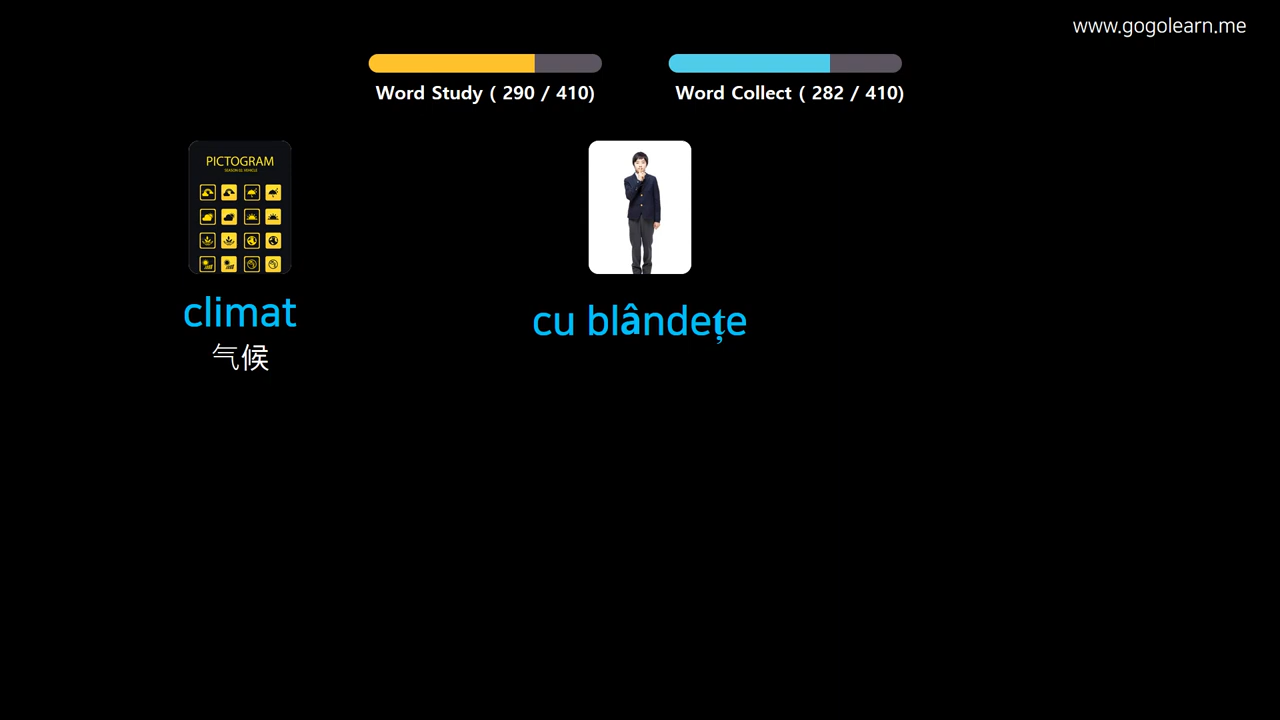 www.gogolearn.me
Word Study ( 290 / 410)
Word Collect ( 282 / 410)
PICTOGRAM
climat
气候
cu blândețe